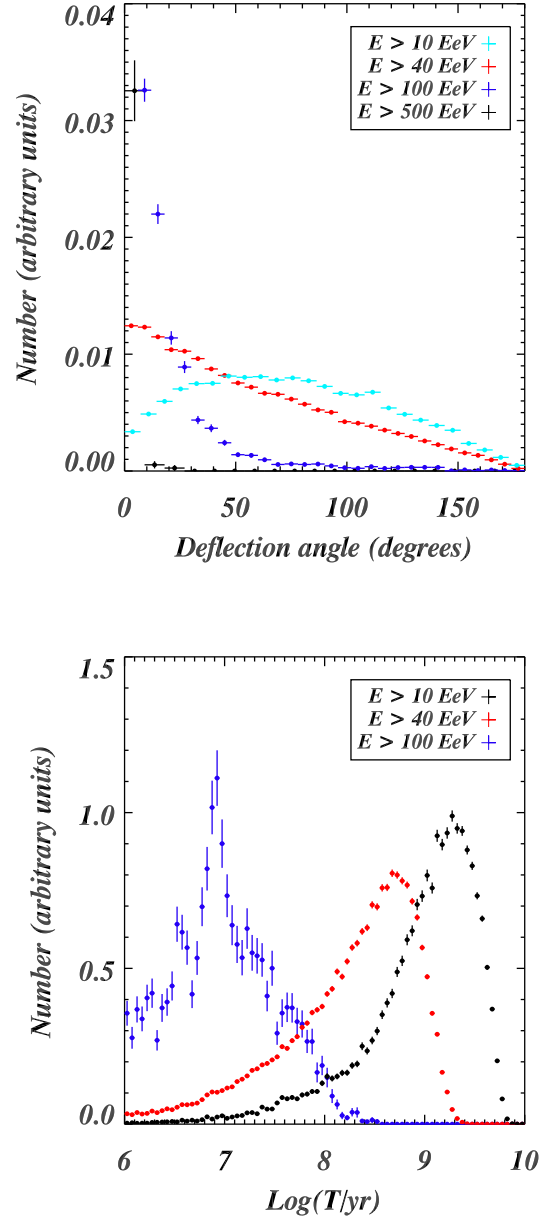 0.04
E > 10 EeV
E > 40 EeV
E > 100 EeV
E > 500 EeV
0.03
0.02
0.01
0.00
Number (arbitrary units)
0 50 100 150
Deflection angle (degrees)
1.5
E > 10 EeV
E > 40 EeV
E > 100 EeV
1.0
0.5
0.0
Number (arbitrary units)
6 7 8 9 10
Log(T/yr)